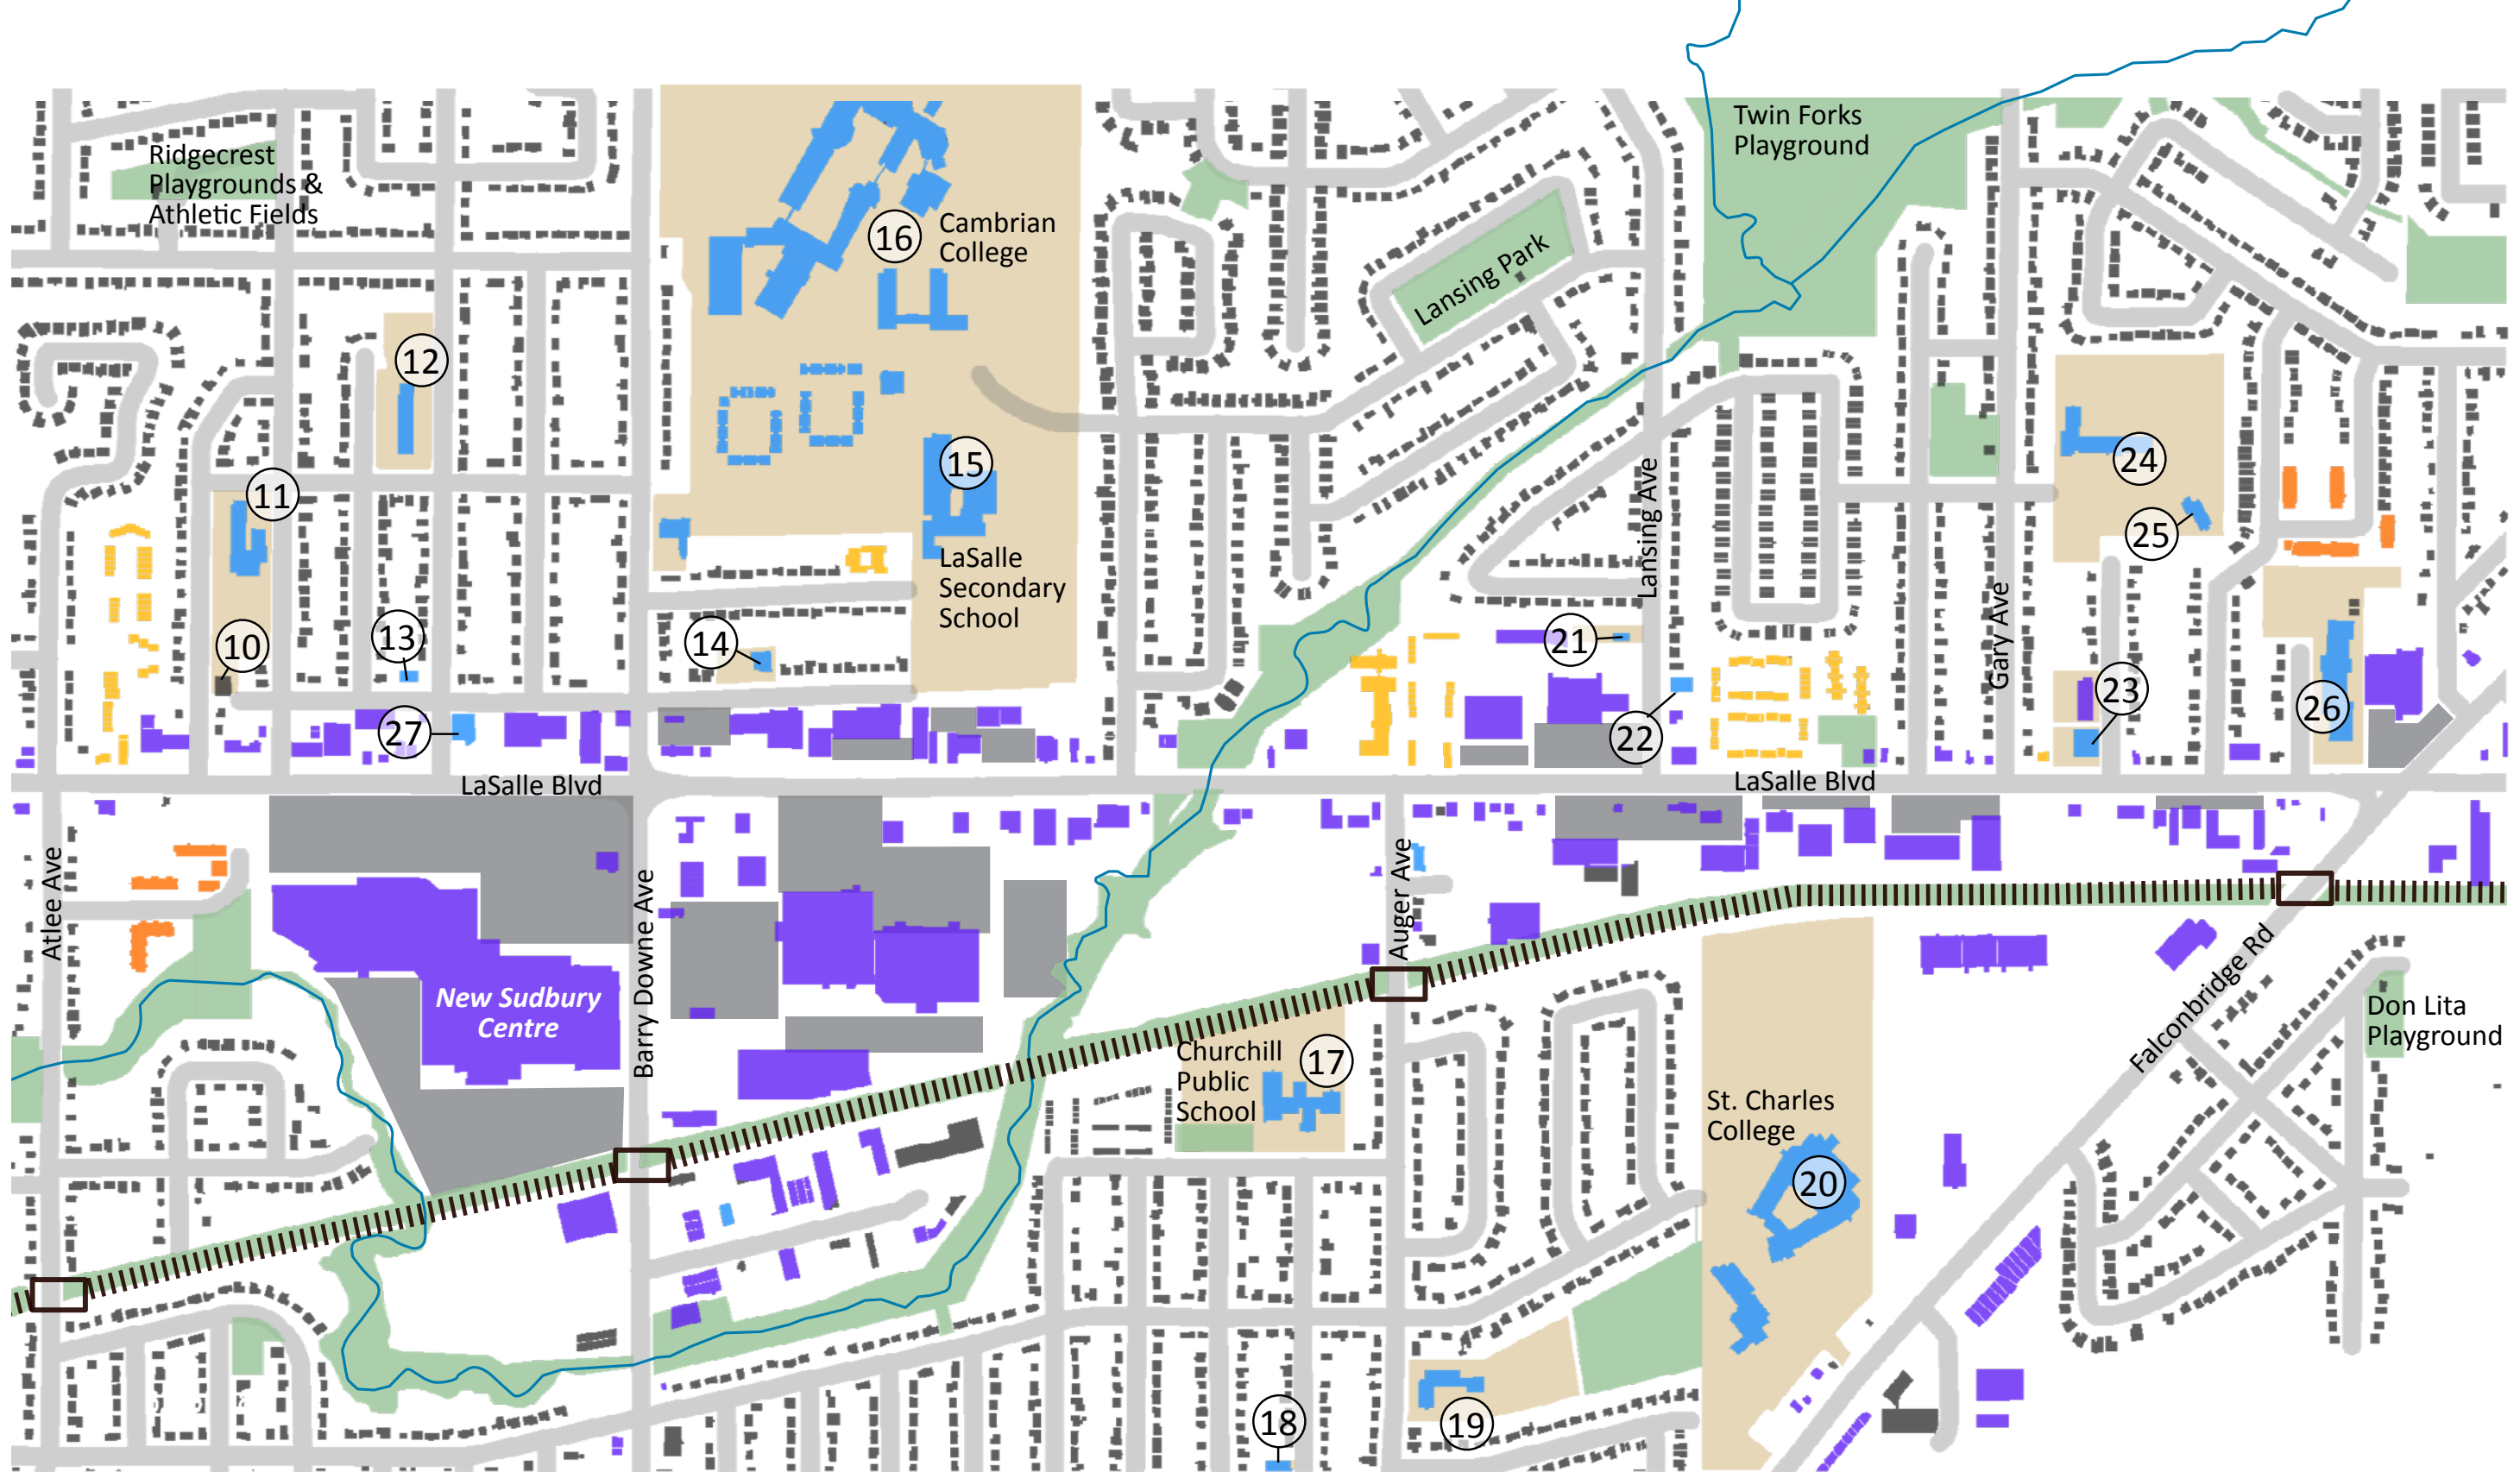 Twin Forks
Playground
Ridgecrest
Playgrounds &
Athletic Fields
16
Cambrian
College
Lansing Park
12
11
15
24
25
Lansing Ave
LaSalle
Secondary
School
10
13
14
21
Gary Ave
23
27
22
26
LaSalle Blvd
LaSalle Blvd
Atlee Ave
Barry Downe Ave
Auger Ave
Falconbridge Rd
New Sudbury
Centre
Don Lita
Playground
Churchill
Public
School
17
St. Charles
College
20
18
19